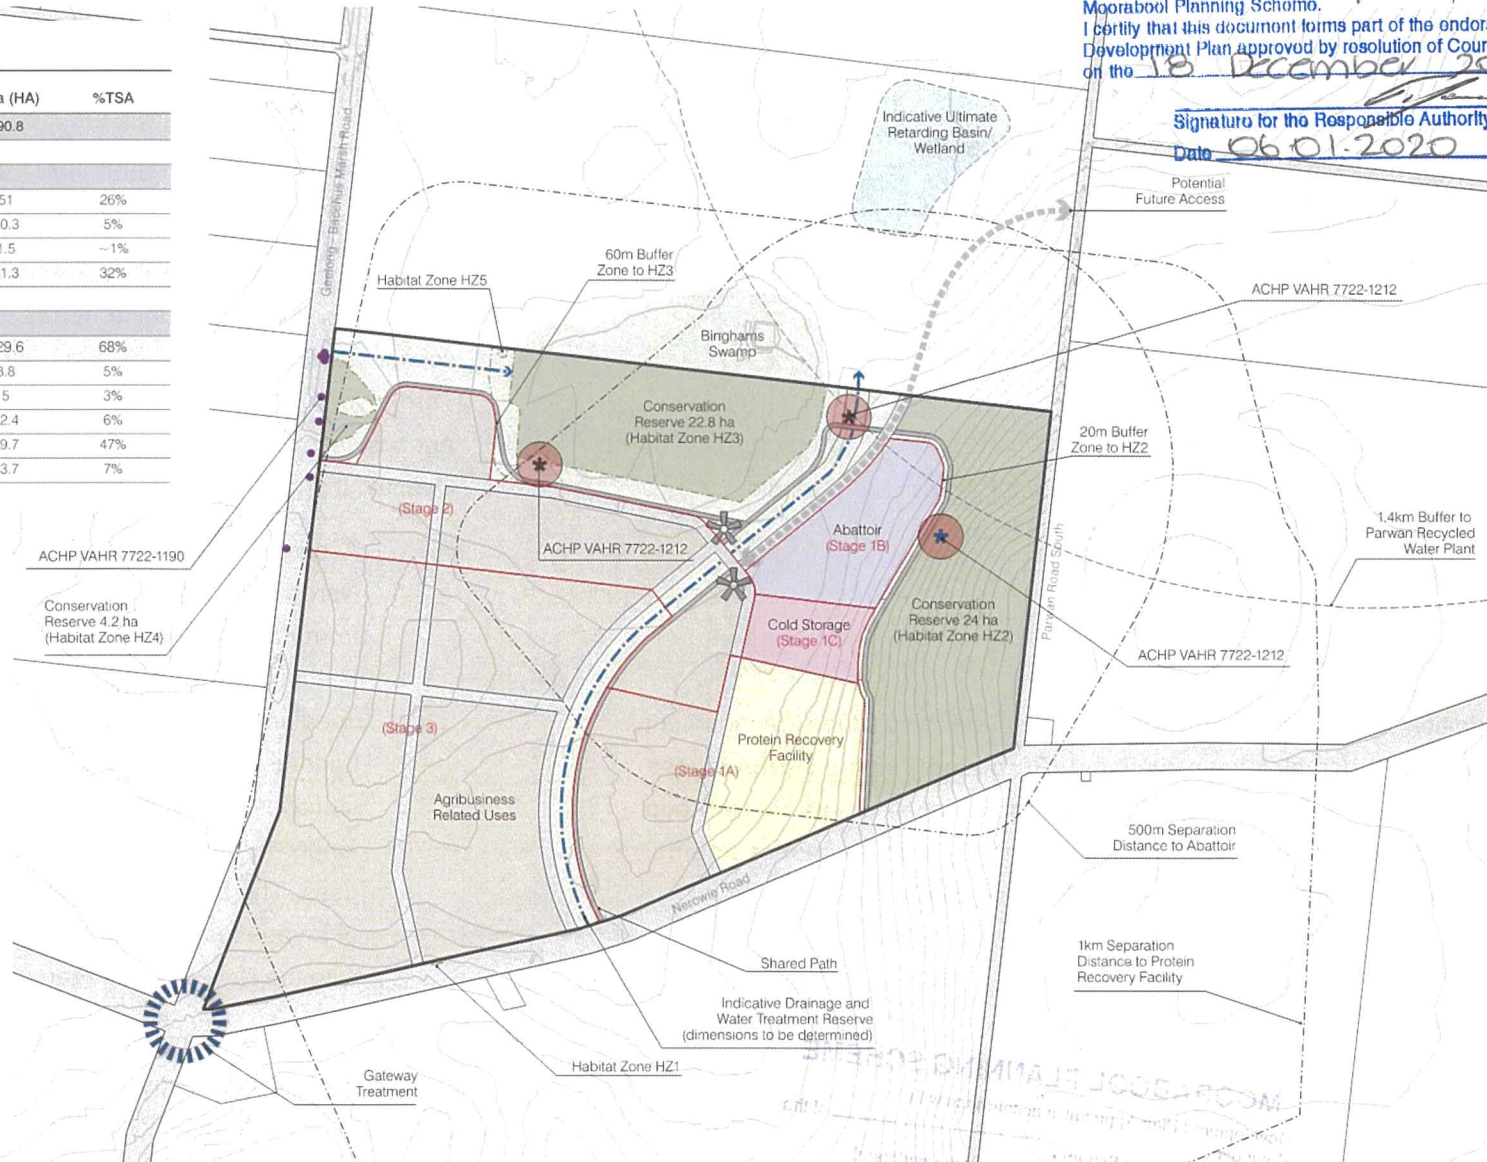 Moorabool Planning Schomo.
I certify that this document forms part of the endor
Development Plan approved by resolution of Cour
on the 18 December 20
Signature for the Responsible Authority
Date 06 01.2020
a (HA) %TSA
90.8
51 26%
0.3 5%
1.5 ~1%
1.3 32%
29.6 68%
3.8 5%
5 3%
2.4 6%
9.7 47%
3.7 7%
Indicative Ultimate
Retarding Basin/
Wetland
Potential
Future Access
Geelong - Bacchus Marsh Road
60m Buffer
Zone to HZ3
Habitat Zone HZ5
ACHP VAHR 7722-1212
Binghams
Swamp
Conservation
Reserve 22.8 ha
(Habitat Zone HZ3)
20m Buffer
Zone to HZ2
(Stage 2)
ACHP VAHR 7722-1212
Abattoir
(Stage 1B)
1.4km Buffer to
Parwan Recycled
Water Plant
ACHP VAHR 7722-1190
Conservation
Reserve 4.2 ha
(Habitat Zone HZ4)
Cold Storage
(Stage 1C)
Conservation
Reserve 24 ha
(Habitat Zone HZ2)
Parwan Road South
ACHP VAHR 7722-1212
(Stage 3)
Protein Recovery
Facility
(Stage 1A)
Agribusiness
Related Uses
500m Separation
Distance to Abattoir
Nerowie Road
Shared Path
1km Separation
Distance to Protein
Recovery Facility
Indicative Drainage and
Water Treatment Reserve
(dimensions to be determined)
Habitat Zone HZ1
Gateway
Treatment
MOORABOOL PLANNING SCHEME